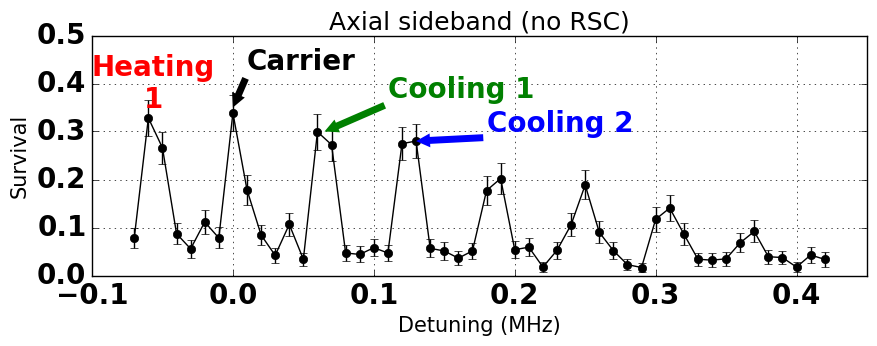 Axial sideband (no RSC)
Heating
1
Carrier
Cooling 1
Cooling 2
Survival
0.5
0.4
0.3
0.2
0.1
0.0
−0.1 0.0 0.1 0.2 0.3 0.4
Detuning (MHz)